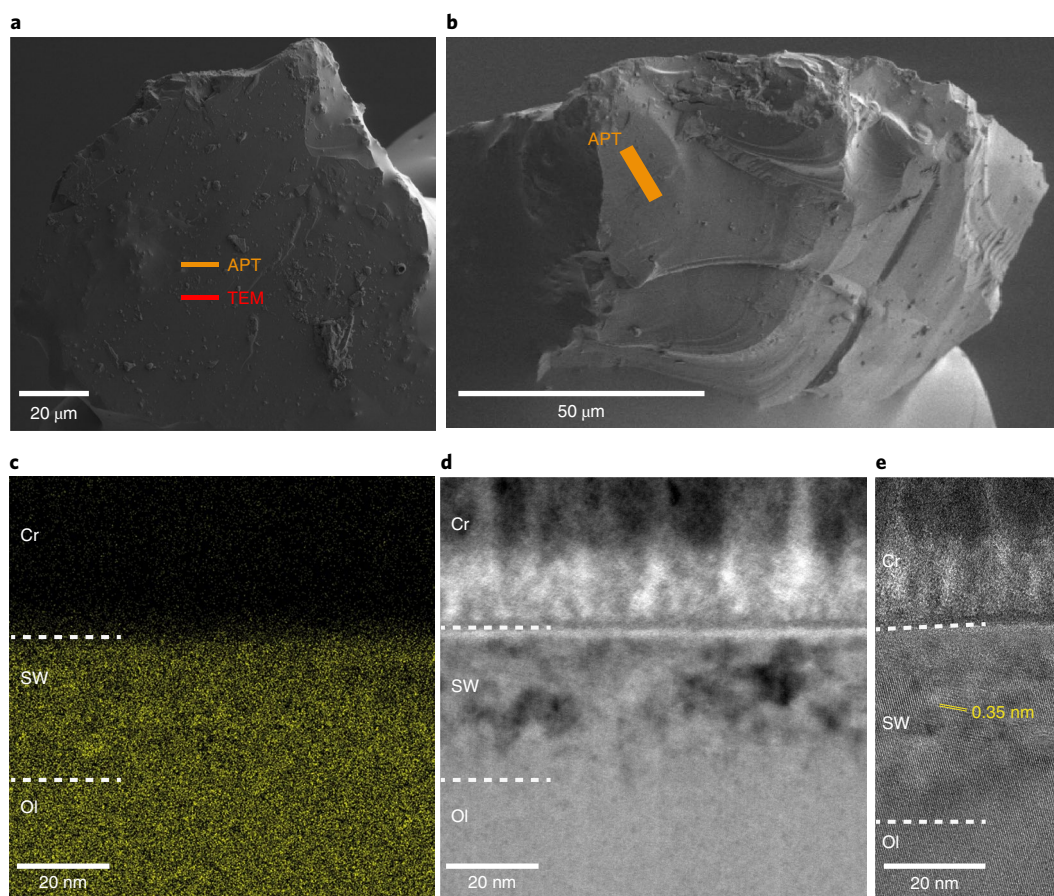 a
b
APT
APT
TEM
20 μm
50 μm
c
d
e
Cr
Cr
Cr
SW
SW
SW
0.35 nm
Ol
Ol
Ol
20 nm
20 nm
20 nm